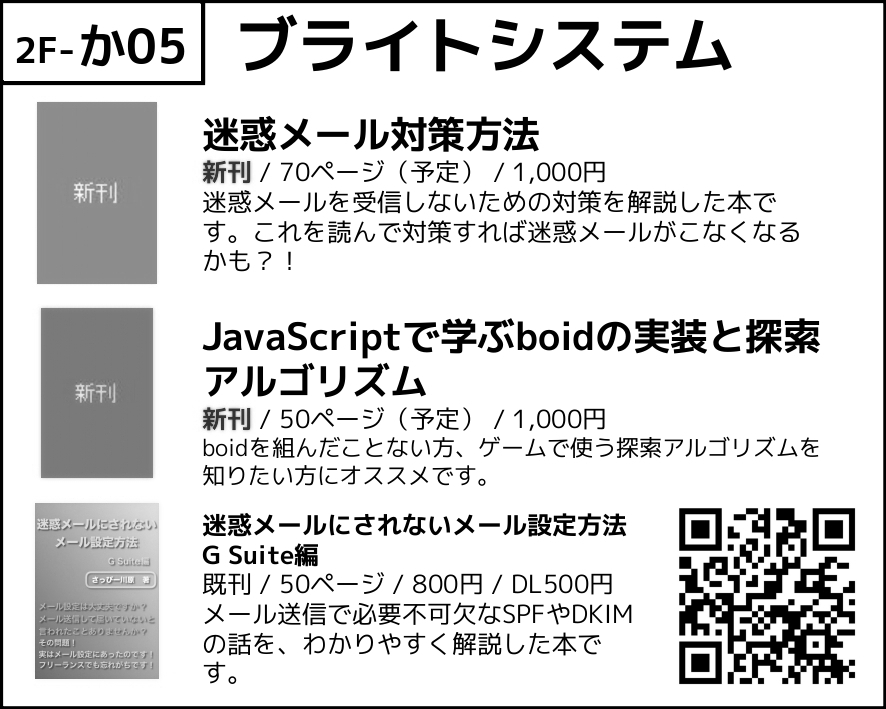 2F-か05
ブライトシステム
新刊
迷惑メール対策方法
新刊 / 70ページ（予定） / 1,000円
迷惑メールを受信しないための対策を解説した本で
す。これを読んで対策すれば迷惑メールがこなくなる
かも？！
新刊
JavaScriptで学ぶboidの実装と探索
アルゴリズム
新刊 / 50ページ（予定） / 1,000円
boidを組んだことない方、ゲームで使う探索アルゴリズムを
知りたい方にオススメです。
迷惑メールにされない
メール設定方法
G Suite編
さっぴー川原 著
メール設定は大丈夫ですか？
メール送信して届いていないと
言われたことありませんか？
その問題！
実はメール設定にあったのです！
フリーランスでも忘れがちです！
迷惑メールにされないメール設定方法
G Suite編
既刊 / 50ページ / 800円 / DL500円
メール送信で必要不可欠なSPFやDKIM
の話を、わかりやすく解説した本で
す。